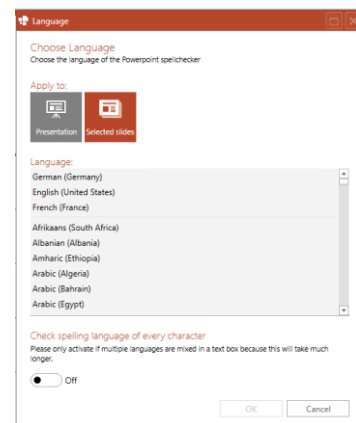 Language
Choose Language
Choose the language of the Powerpoint spellchecker
Apply to:
Presentation
Selected slides
Language:
German (Germany)
English (United States)
French (France)
Afrikaans (South Africa)
Albanian (Albania)
Amharic (Ethiopia)
Arabic (Algeria)
Arabic (Bahrain)
Arabic (Egypt)
Check spelling language of every character
Please only activate if multiple languages are mixed in a text box because this will take much
longer.
Off
OK
Cancel